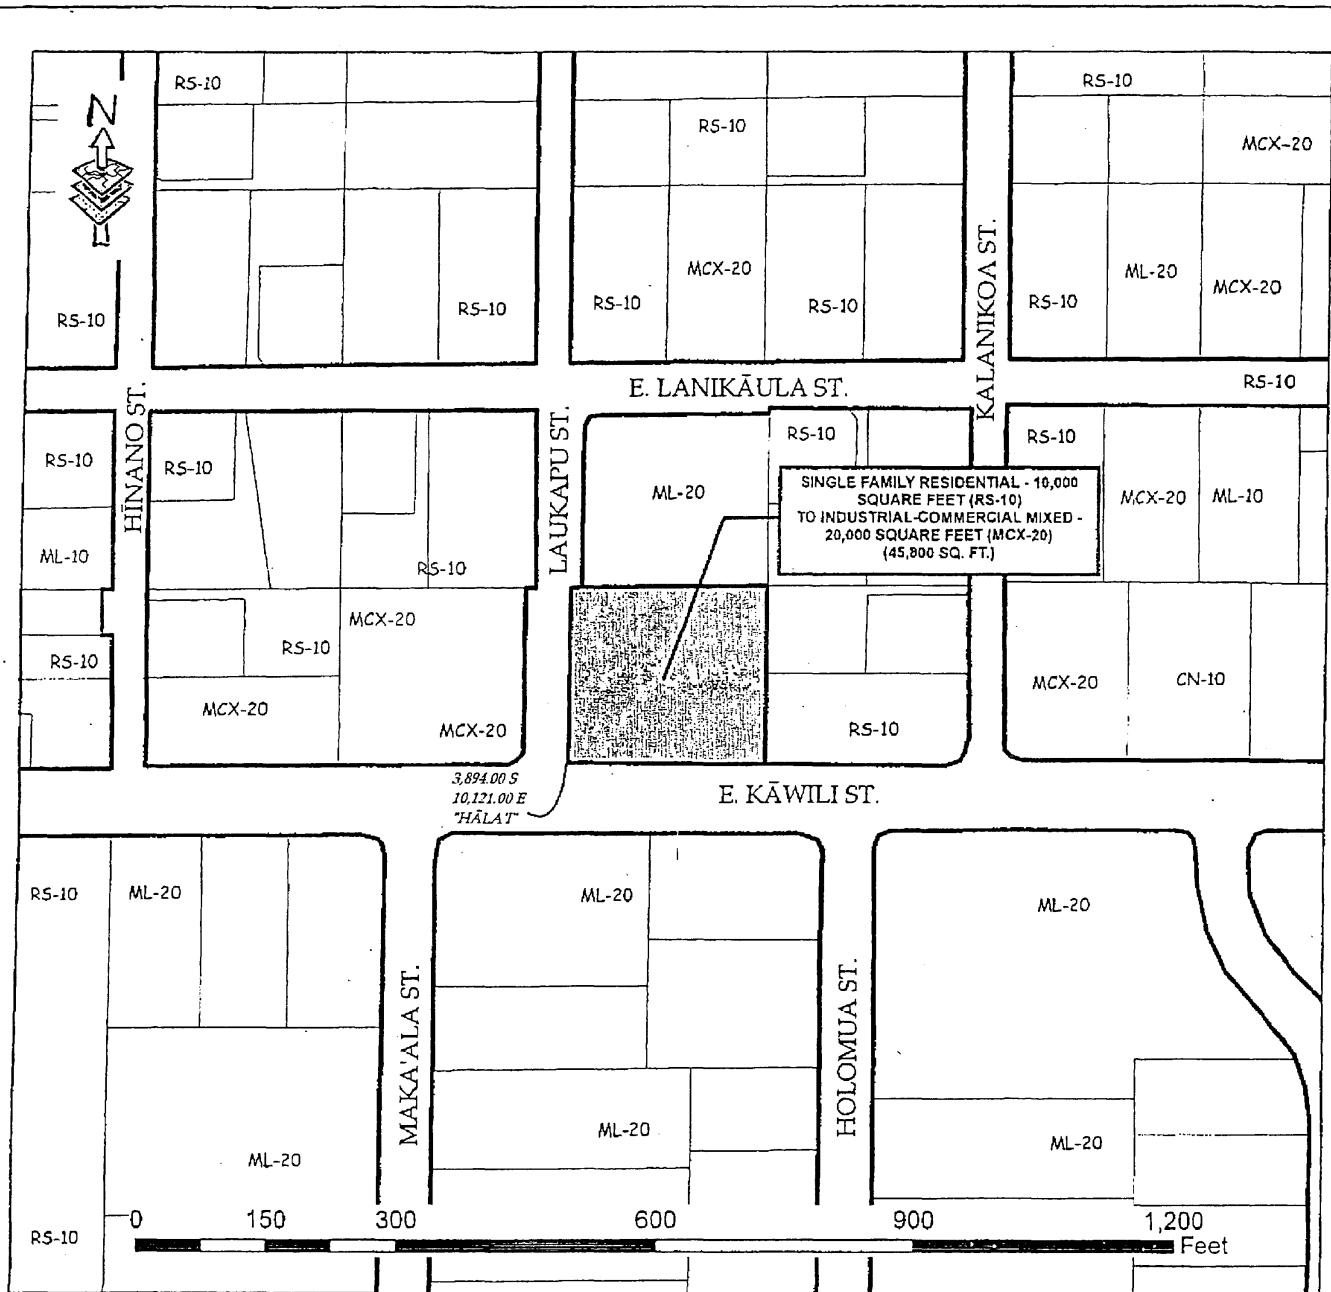 N
RS-10
RS-10
RS-10
MCX-20
RS-10
RS-10
RS-10
MCX-20
RS-10
RS-10
ML-20
MCX-20
KALANIKOA ST.
E. LANIKĀULA ST.
RS-10
HĪNANO ST.
LAUKAPU ST.
RS-10
RS-10
ML-20
RS-10
RS-10
MCX-20
ML-10
SINGLE FAMILY RESIDENTIAL - 10,000
SQUARE FEET (RS-10)
TO INDUSTRIAL-COMMERCIAL MIXED -
20,000 SQUARE FEET (MCX-20)
(45,800 SQ. FT.)
ML-10
RS-10
MCX-20
RS-10
RS-10
MCX-20
MCX-20
RS-10
MCX-20
CN-10
3,894.00 S
10,121.00 E
"HĀLAT"
E. KĀWILI ST.
RS-10
ML-20
ML-20
ML-20
MAKA'ALA ST.
HOLOMUA ST.
ML-20
ML-20
ML-20
RS-10
0 150 300 600 900 1,200
Feet